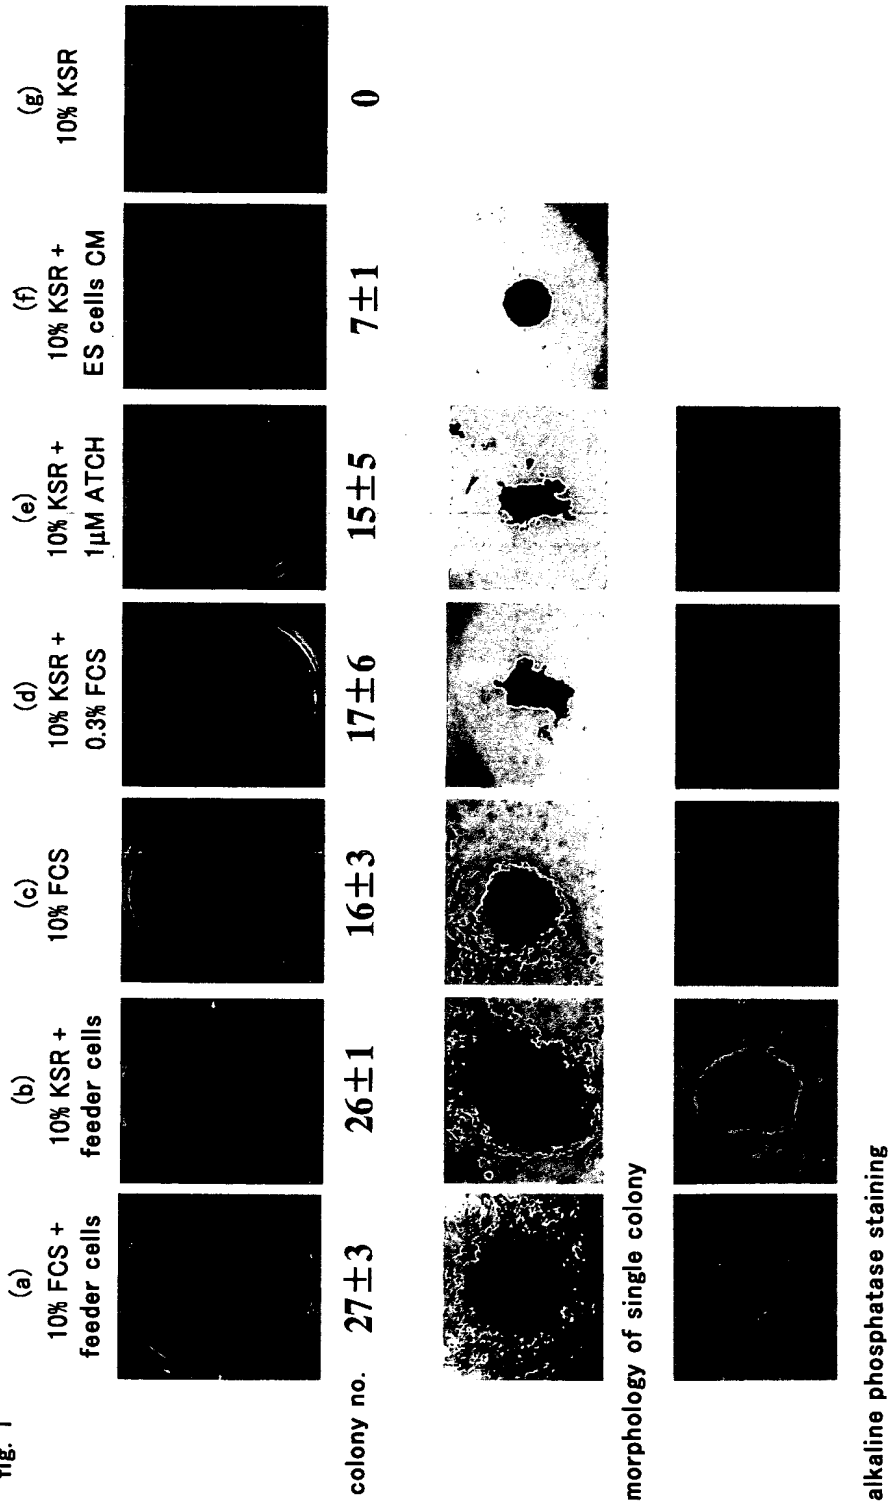 fig. 1
(a)
10% FCS +
feeder cells
(b)
10% KSR +
feeder cells
(c)
10% FCS
(d)
10% KSR +
0.3% FCS
(e)
10% KSR +
1μM ATCH
(f)
10% KSR +
ES cells CM
(g)
10% KSR
colony no. 27±3 26±1 16±3 17±6 15±5 7±1 0
morphology of single colony
alkaline phosphatase staining